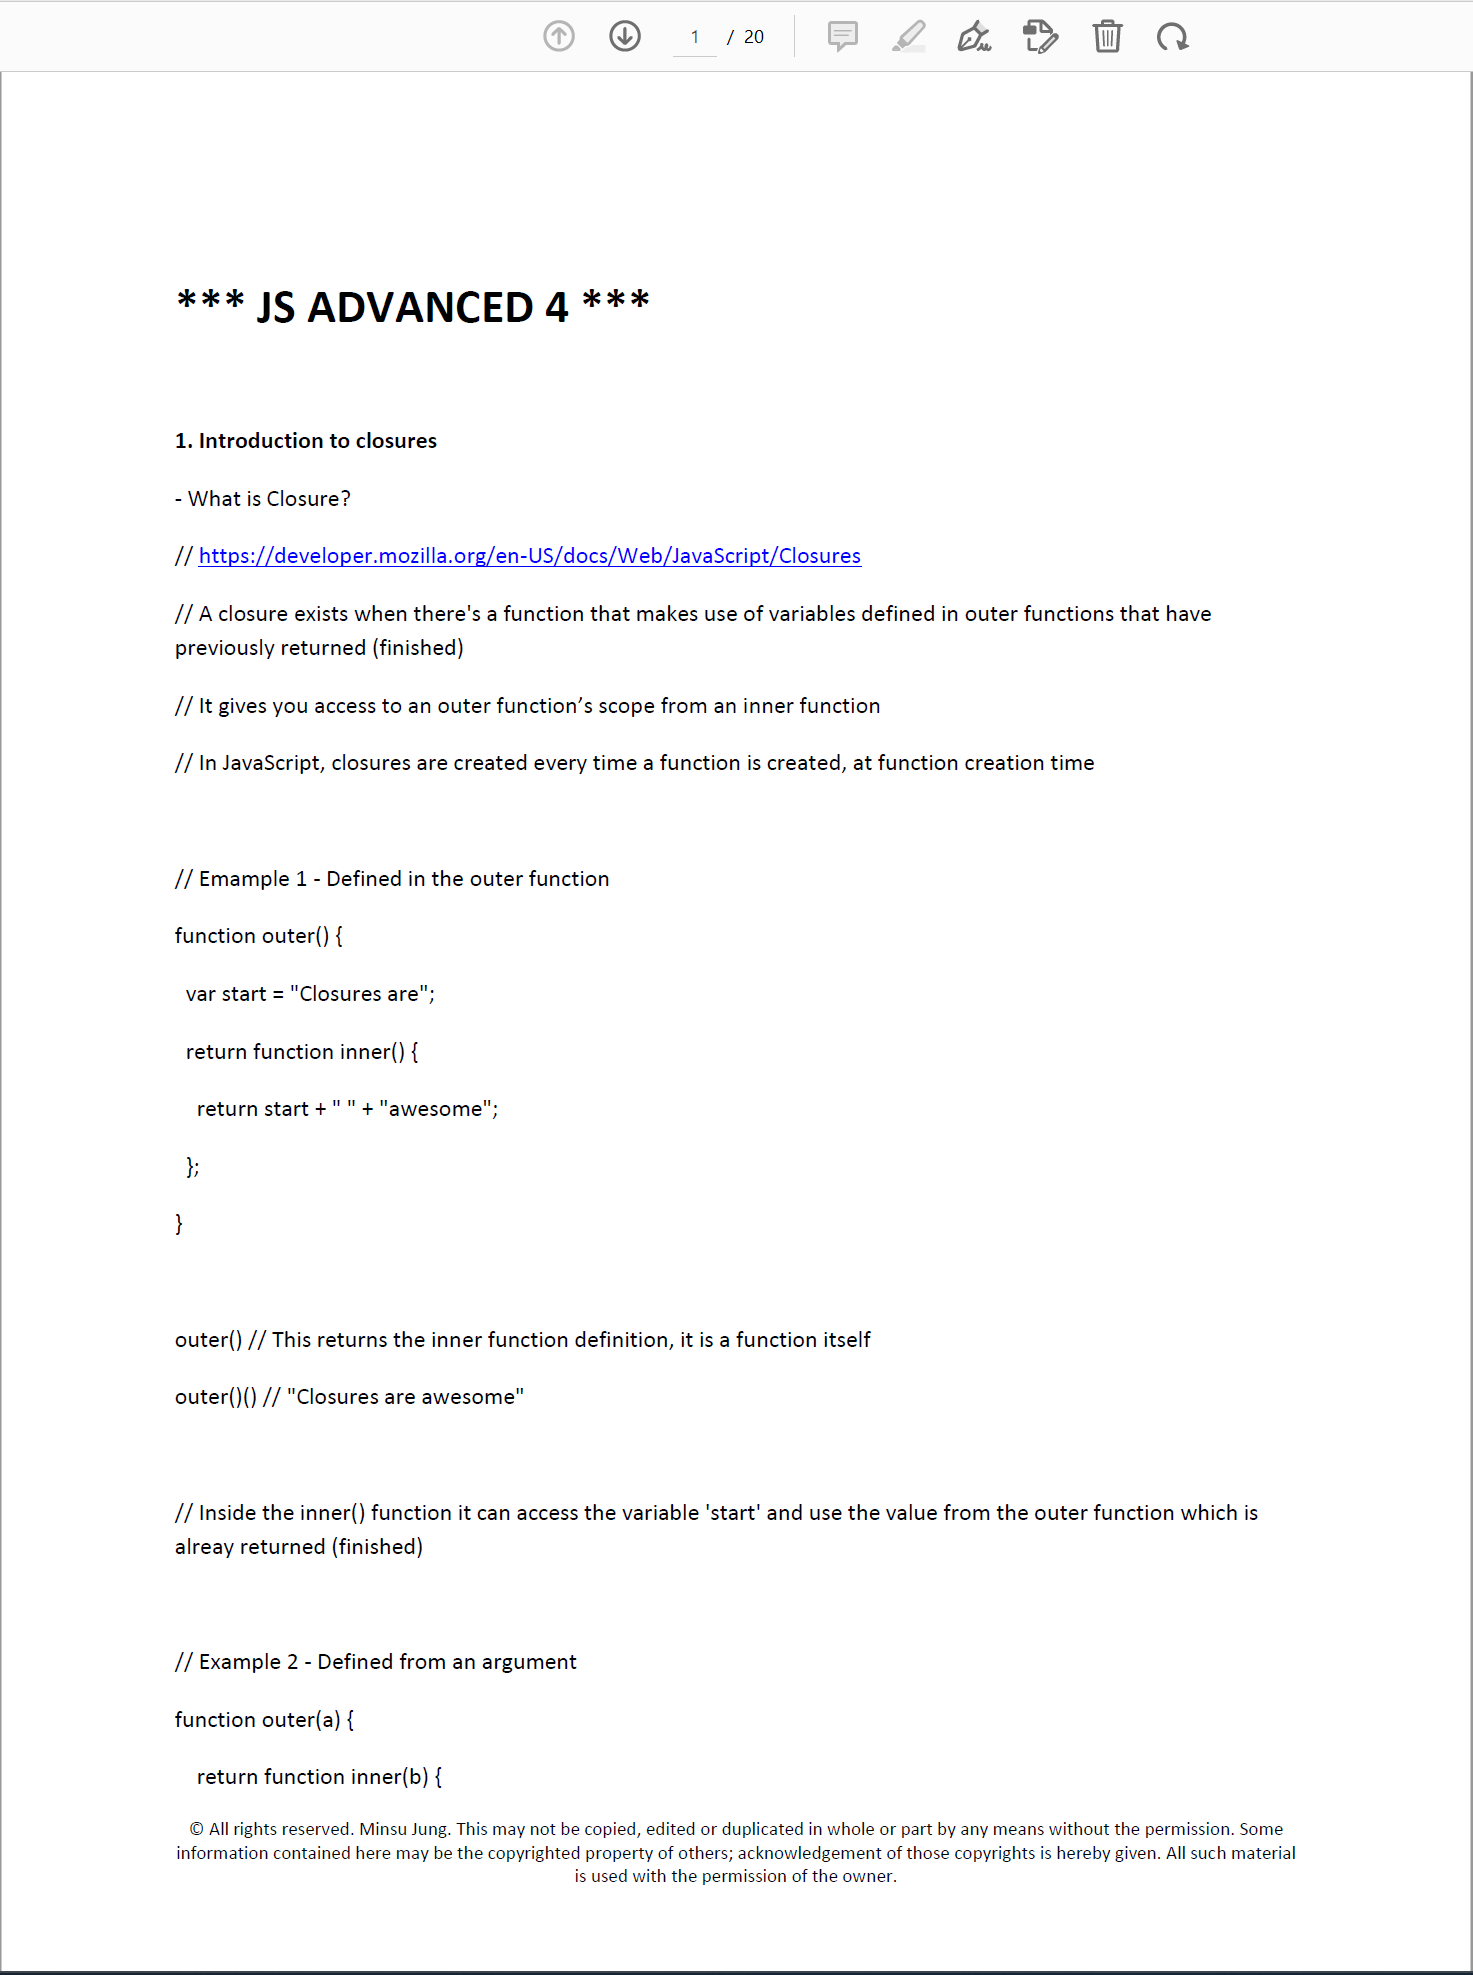 1 / 20
*** JS ADVANCED 4 ***
1. Introduction to closures
- What is Closure?
// https://developer.mozilla.org/en-US/docs/Web/JavaScript/Closures
// A closure exists when there's a function that makes use of variables defined in outer functions that have
previously returned (finished)
// It gives you access to an outer function’s scope from an inner function
// In JavaScript, closures are created every time a function is created, at function creation time
// Emample 1 - Defined in the outer function
function outer() {
var start = "Closures are";
return function inner() {
return start + " " + "awesome";
};
}
outer() // This returns the inner function definition, it is a function itself
outer()() // "Closures are awesome"
// Inside the inner() function it can access the variable 'start' and use the value from the outer function which is
alreay returned (finished)
// Example 2 - Defined from an argument
function outer(a) {
return function inner(b) {
© All rights reserved. Minsu Jung. This may not be copied, edited or duplicated in whole or part by any means without the permission. Some
information contained here may be the copyrighted property of others; acknowledgement of those copyrights is hereby given. All such material
is used with the permission of the owner.